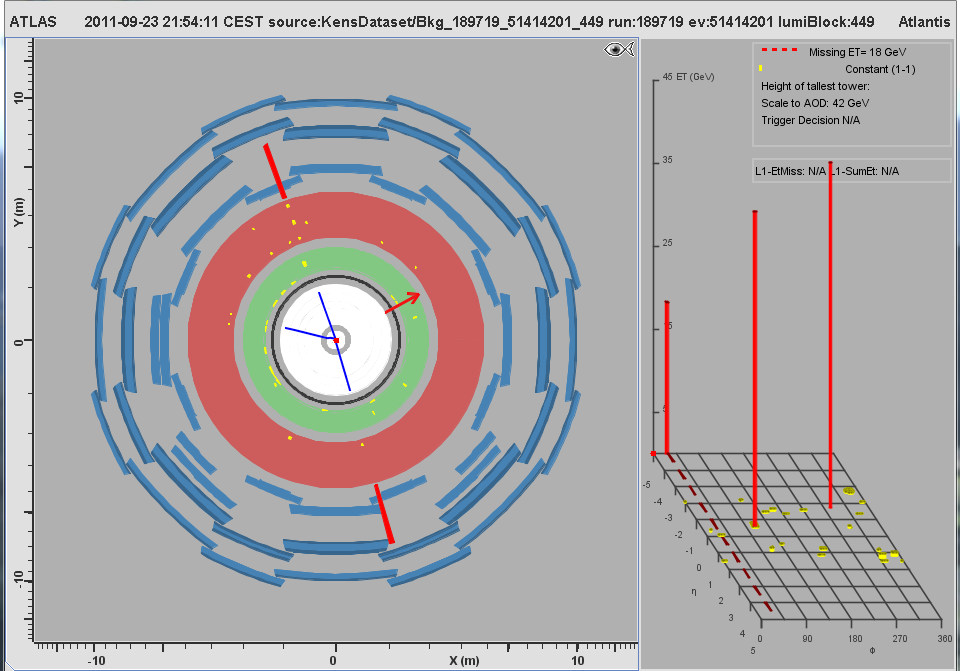 ATLAS 2011-09-23 21:54:11 CEST source:KensDataset/Bkg_189719_51414201_449 run:189719 ev:51414201 lumiBlock:449 Atlantis
Missing ET= 18 GeV
Constant (1-1)
Height of tallest tower:
Scale to AOD: 42 GeV
Trigger Decision N/A
L1-EtMiss: N/A L1-SumEt: N/A
45 ET (GeV)
35
25
15
5
10
Y (m)
0
-10
-10 0 X (m) 10
-5
-4
-3
-2
-1
0
η 1
2
3
4
5
0 90 180 270 360
Φ